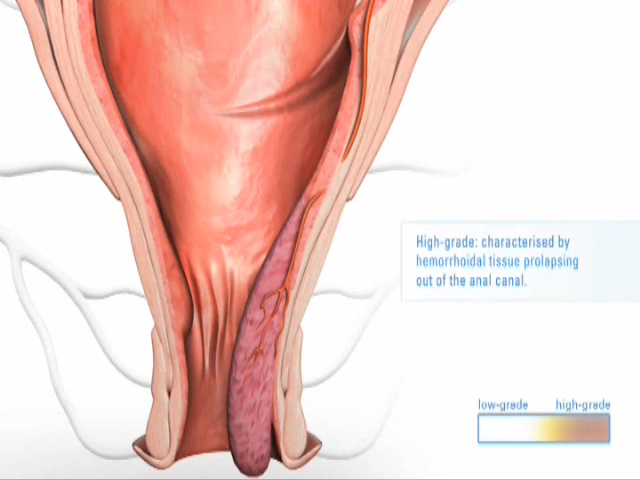 High-grade: characterised by
hemorrhoidal tissue prolapsing
out of the anal canal.
low-grade high-grade